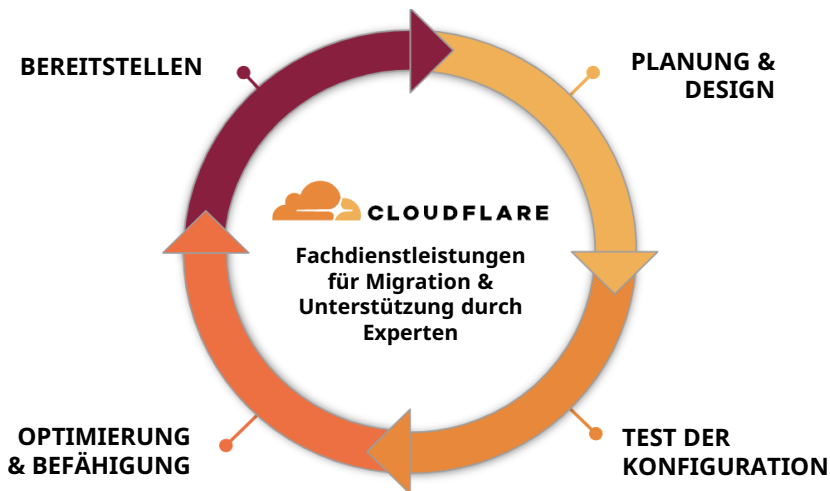 BEREITSTELLEN
PLANUNG &
DESIGN
CLOUDFLARE
Fachdienstleistungen
für Migration &
Unterstützung durch
Experten
OPTIMIERUNG
& BEFÄHIGUNG
TEST DER
KONFIGURATION